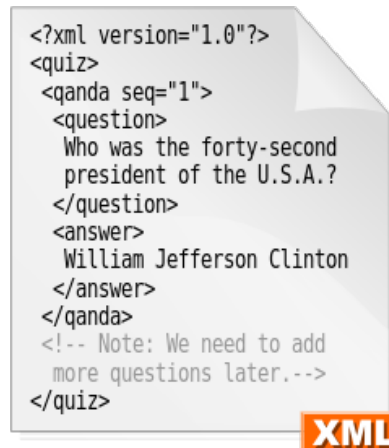 <?xml version="1.0"?>
<quiz>
<qanda seq="1">
<question>
Who was the forty-second
president of the U.S.A.?
</question>
<answer>
William Jefferson Clinton
</answer>
</qanda>
<!-- Note: We need to add
more questions later.-->
</quiz>
XML